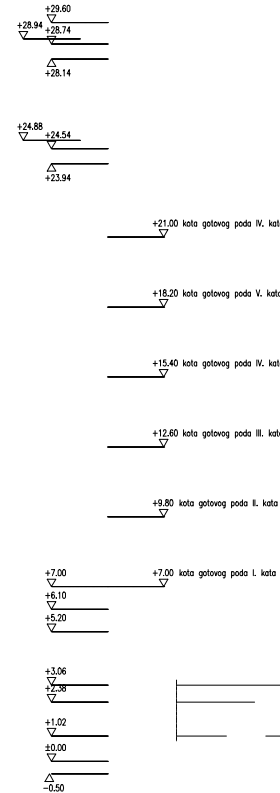 +29.60
+28.94
+28.74
+28.14
+24.88
+24.54
+23.94
+21.00 kota gotovog poda IV. kat
+18.20 kota gotovog poda V. kata
+15.40 kota gotovog poda IV. kat
+12.60 kota gotovog poda III. kat
+9.80 kota gotovog poda II. kata
+7.00
+7.00 kota gotovog poda I. kata
+6.10
+5.20
+3.06
+2.38
+1.02
±0.00
-0.50